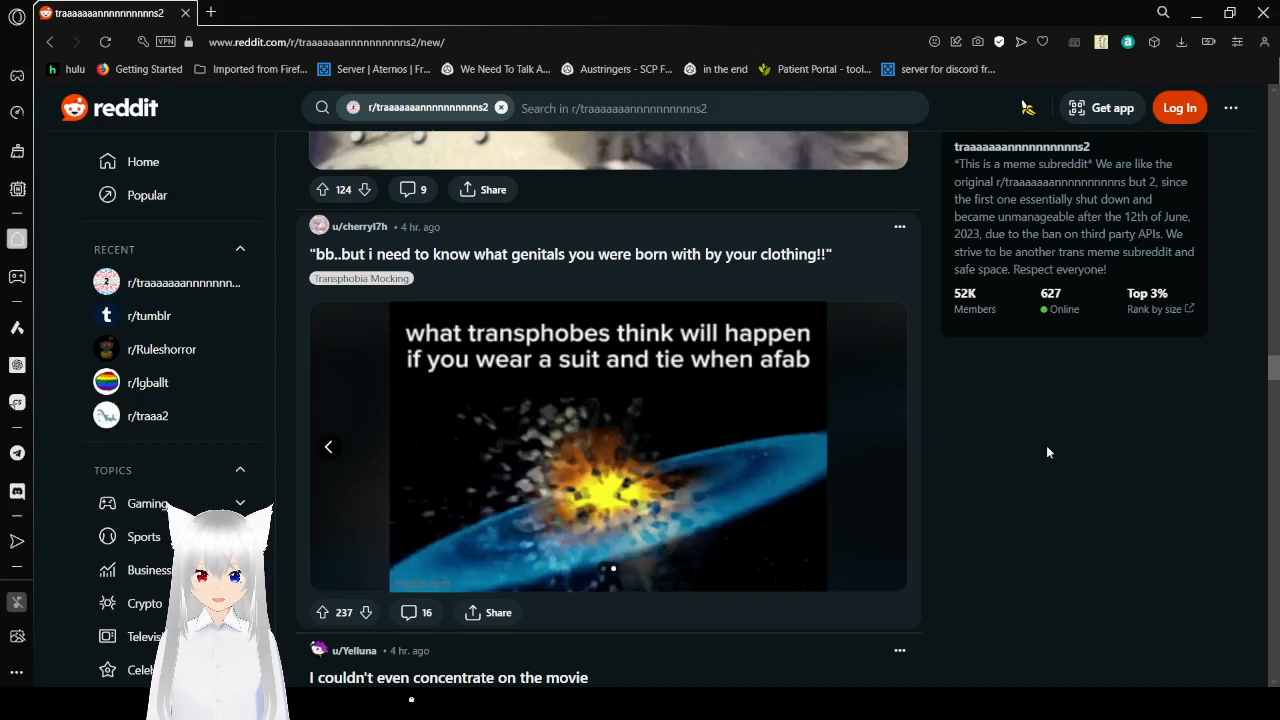 traaaaaaannnnnnnnnns2
VPN
www.reddit.com/r/traaaaaaannnnnnnnnns2/new/
hulu
Getting Started
Imported from Firef...
Server | Aternos | Fr...
We Need To Talk A...
Austringers - SCP F...
in the end
Patient Portal - tool...
server for discord fr...
reddit
r/traaaaaaannnnnnnnnns2
Search in r/traaaaaaannnnnnnnnns2
Get app
Log In
Home
Popular
RECENT
r/traaaaaaannnnnnn...
r/tumblr
r/Ruleshorror
r/lgballt
r/traaa2
TOPICS
Gaming
Sports
Business
Crypto
Televis
Celeb
124
9
Share
u/cherryl7h • 4 hr. ago
"bb..but i need to know what genitals you were born with by your clothing!!"
Transphobia Mocking
what transphobes think will happen
if you wear a suit and tie when afab
237
16
Share
u/Yelluna • 4 hr. ago
I couldn't even concentrate on the movie
traaaaaaannnnnnnnnns2
*This is a meme subreddit* We are like the
original r/traaaaaaannnnnnnnnns but 2, since
the first one essentially shut down and
became unmanageable after the 12th of June,
2023, due to the ban on third party APIs. We
strive to be another trans meme subreddit and
safe space. Respect everyone!
52K
627
Top 3%
Members
Online
Rank by size